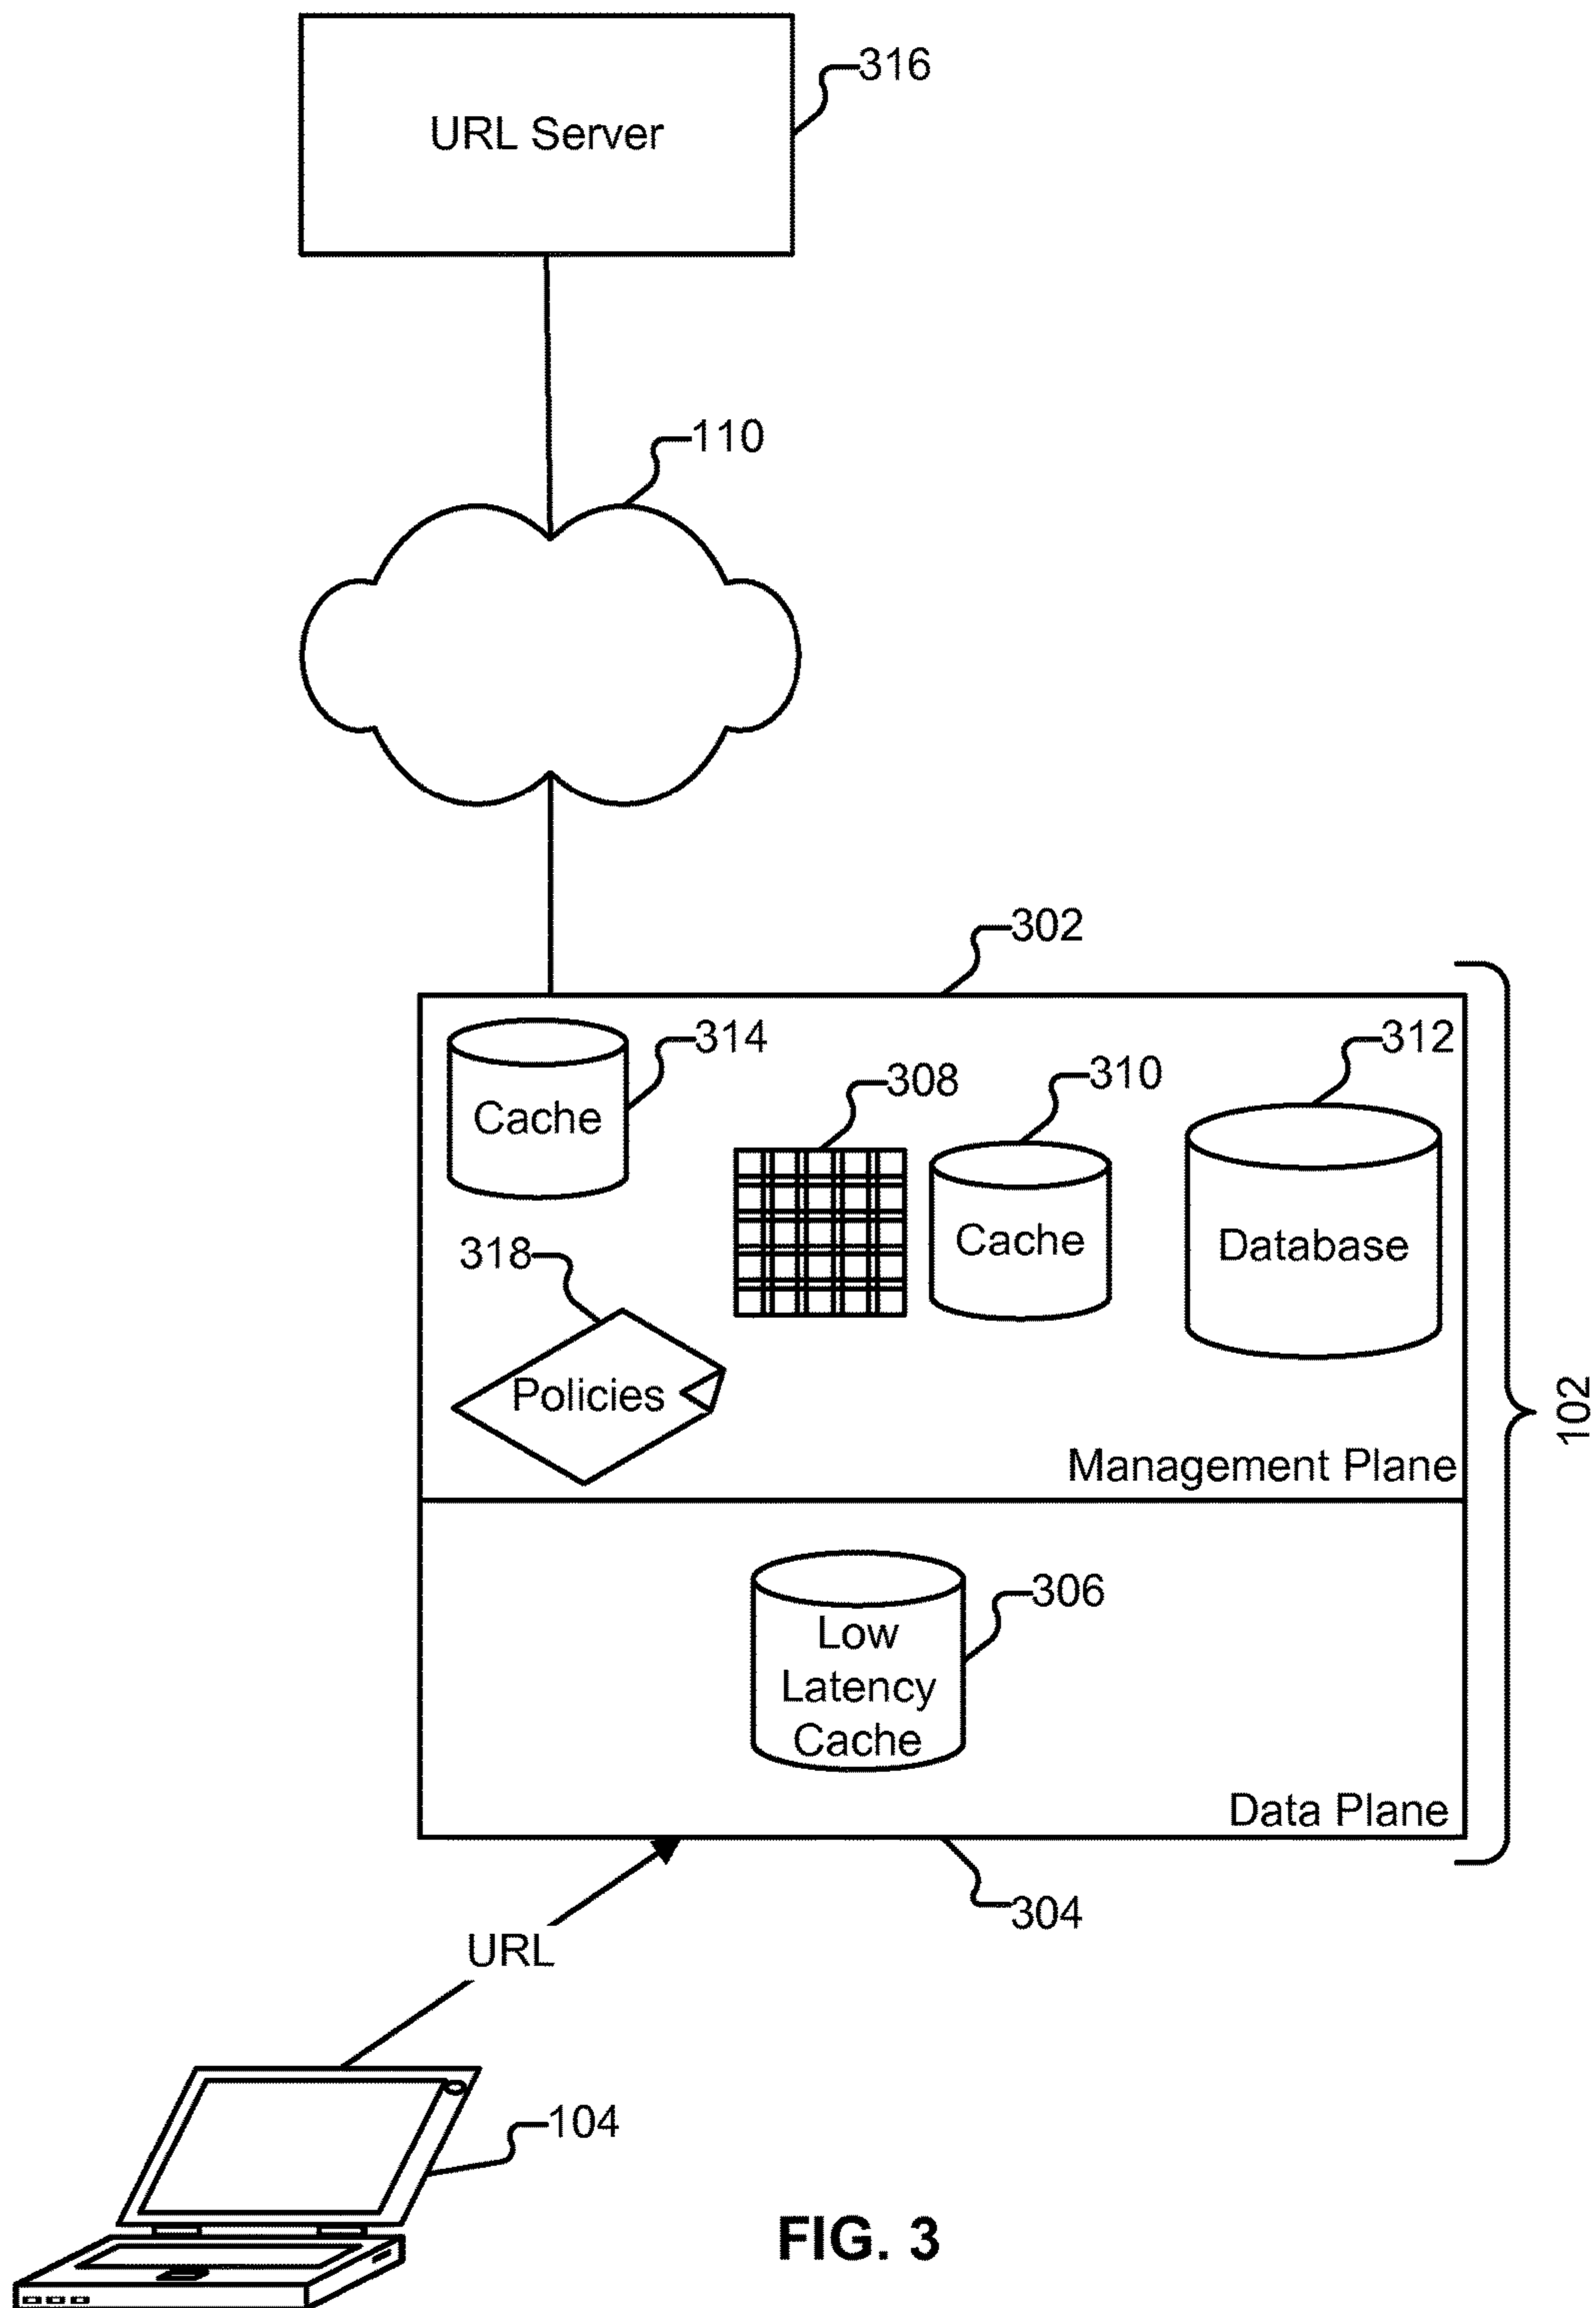 URL Server
316
110
302
314
312
310
308
Cache
Cache
Database
318
Policies
Management Plane
102
306
Low
Latency
Cache
Data Plane
304
URL
104
FIG. 3